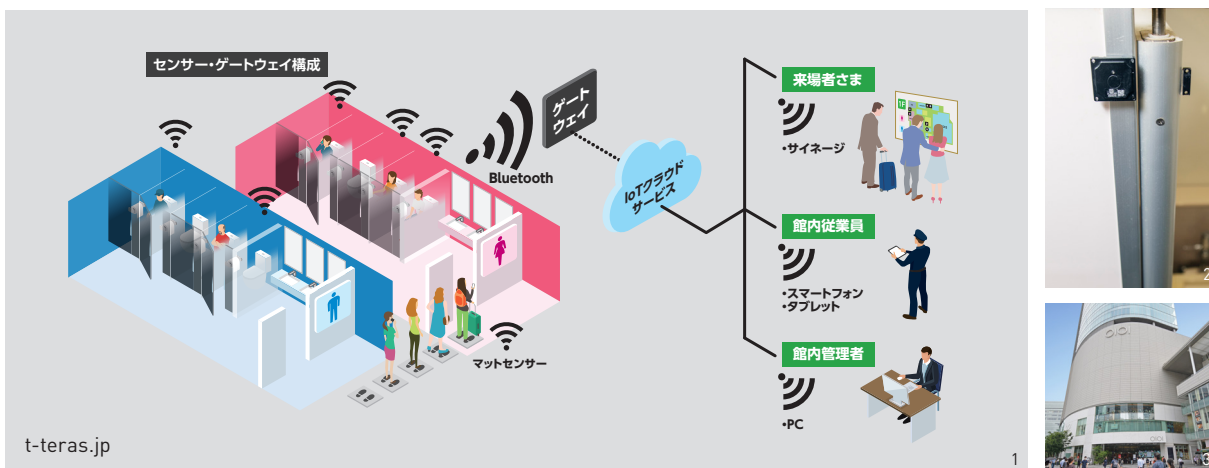 センサー・ゲートウェイ構成
ゲート
ウェイ
Bluetooth
IoTクラウド
サービス
マットセンサー
来場者さま
・サイネージ
館内従業員
・スマートフォン
・タブレット
館内管理者
・PC
t-teras.jp
1
2
OIOI
OIOI
3